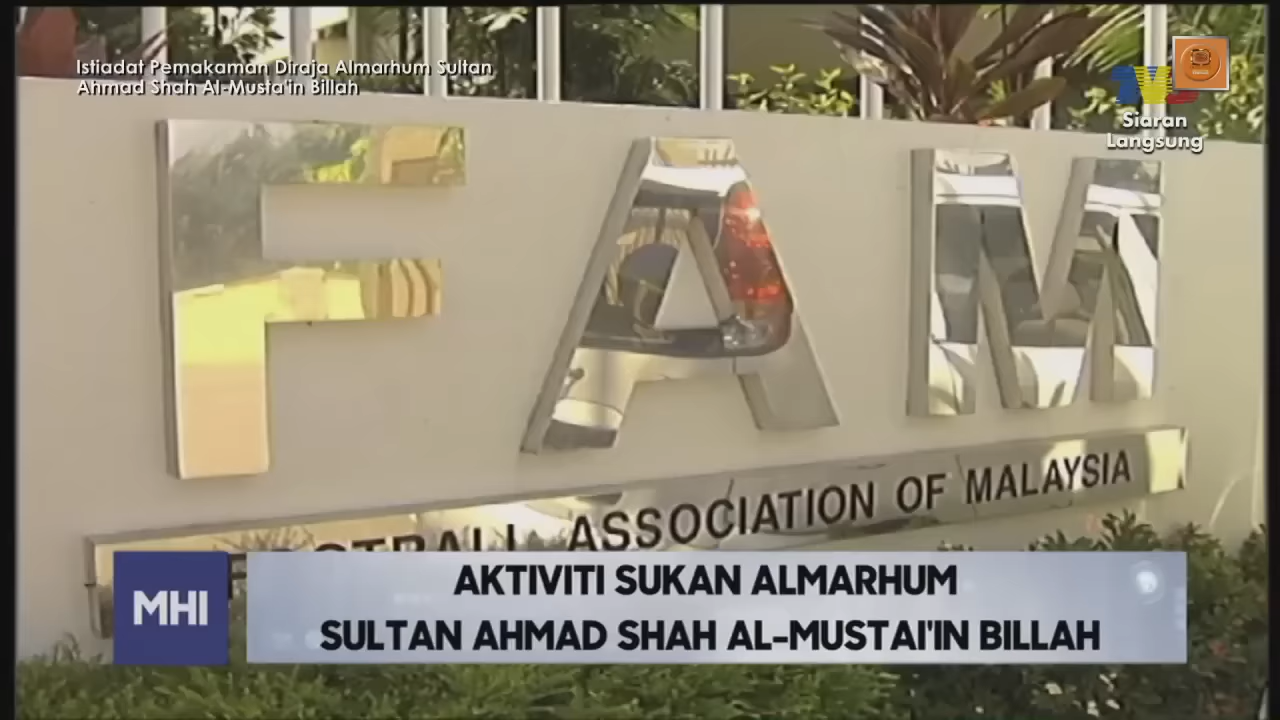 Istiadat Pemakaman Diraja Almarhum Sultan
Ahmad Shah Al-Musta'in Billah
Siaran
Langsung
FAM
ASSOCIATION OF MALAYSIA
MHI
AKTIVITI SUKAN ALMARHUM
SULTAN AHMAD SHAH AL-MUSTAI'IN BILLAH